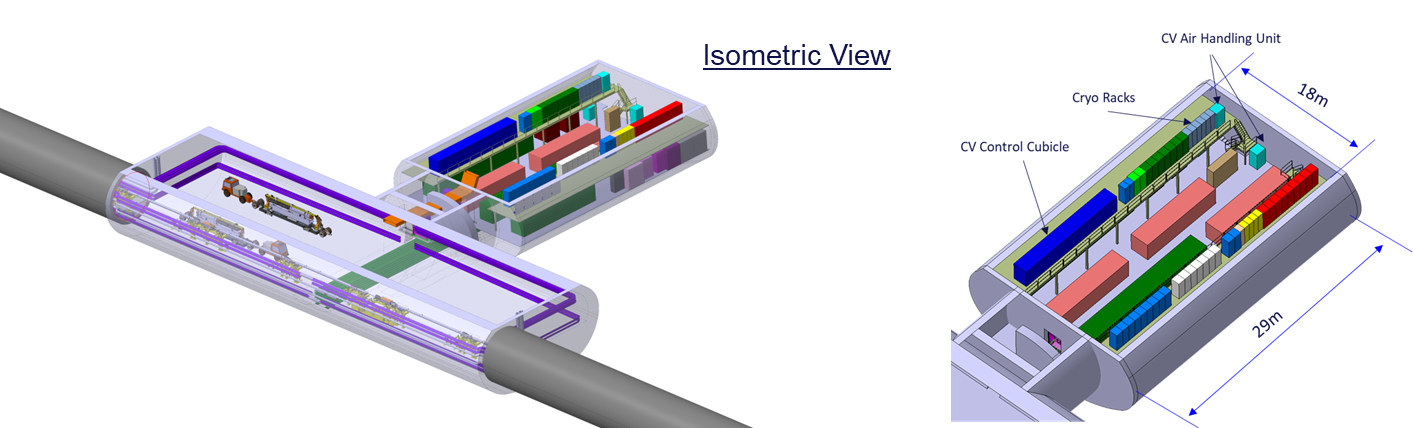 Isometric View
CV Air Handling Unit
18m
Cryo Racks
CV Control Cubicle
29m